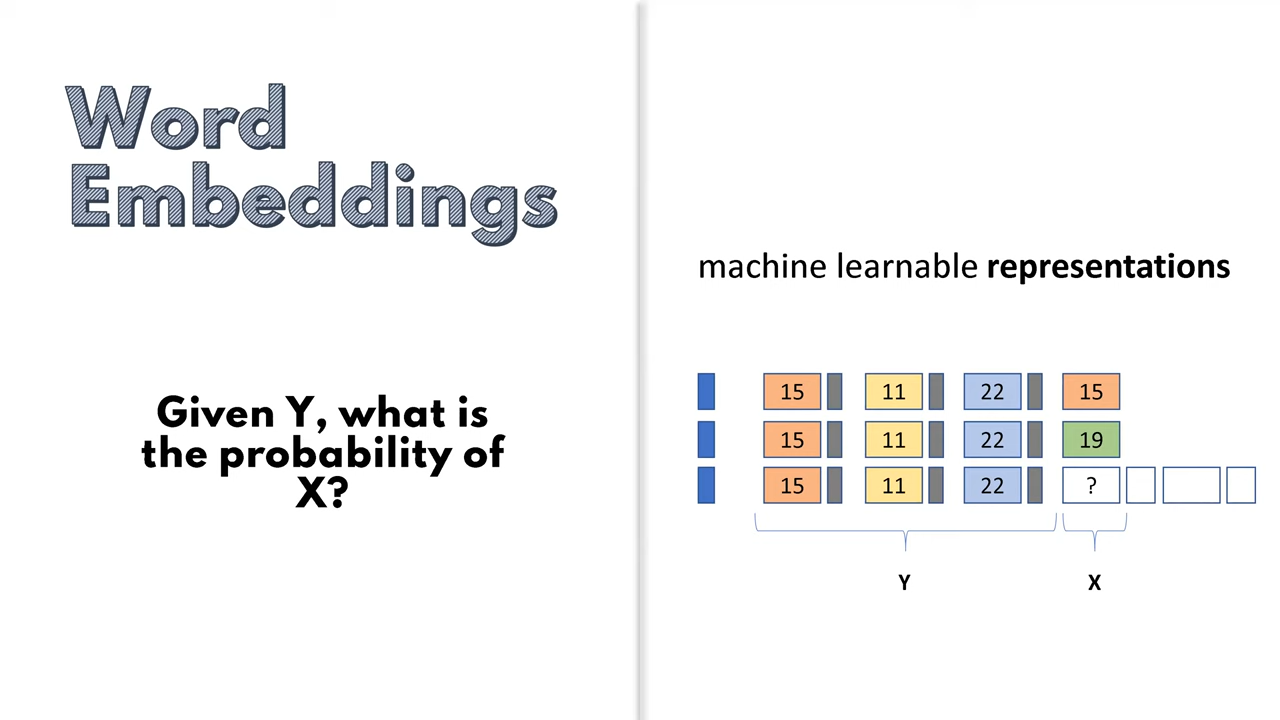 Word
Embeddings
Given Y, what is
the probability of
X?
machine learnable representations
15 11 22 15
15 11 22 19
15 11 22 ?
Y X